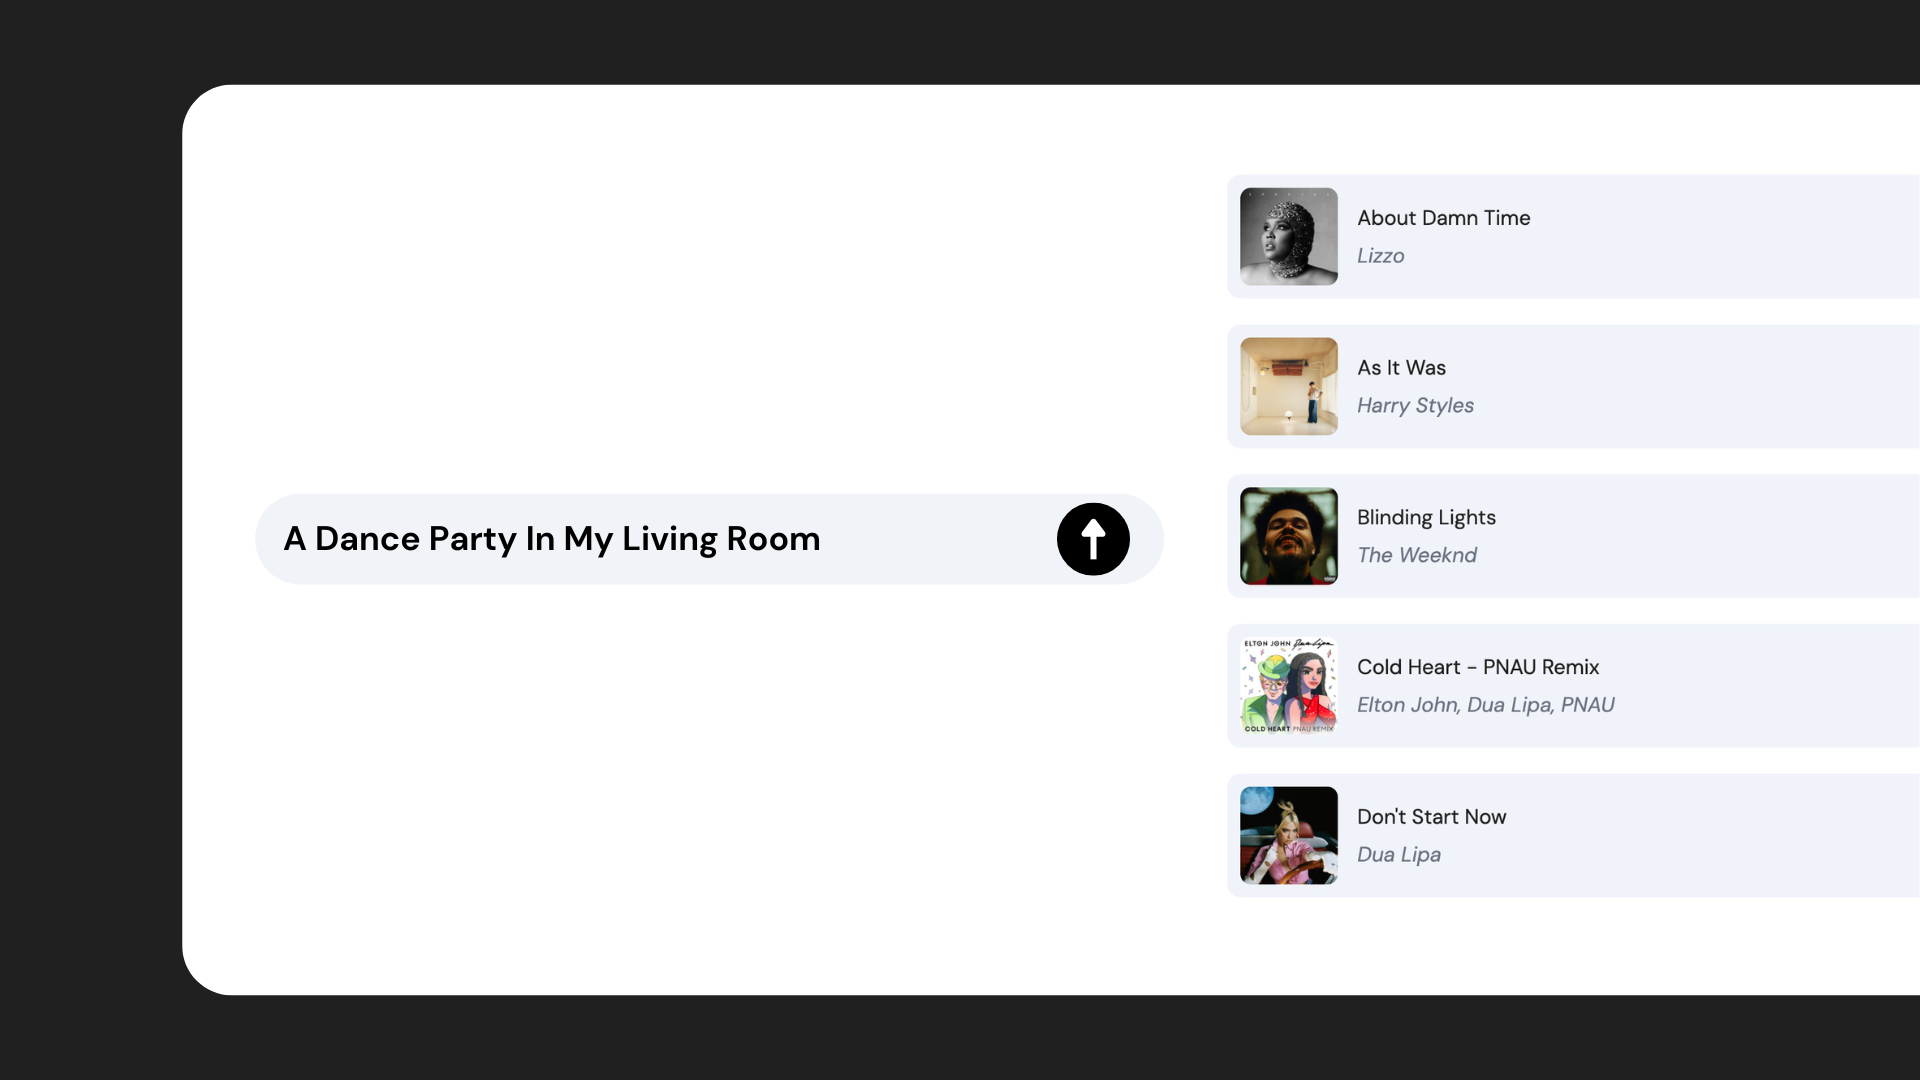 A Dance Party In My Living Room
About Damn Time
Lizzo
As It Was
Harry Styles
Blinding Lights
The Weeknd
ELTON JOHN Dua Lipa
COLD HEART PNAU REMIX
Cold Heart - PNAU Remix
Elton John, Dua Lipa, PNAU
Don't Start Now
Dua Lipa